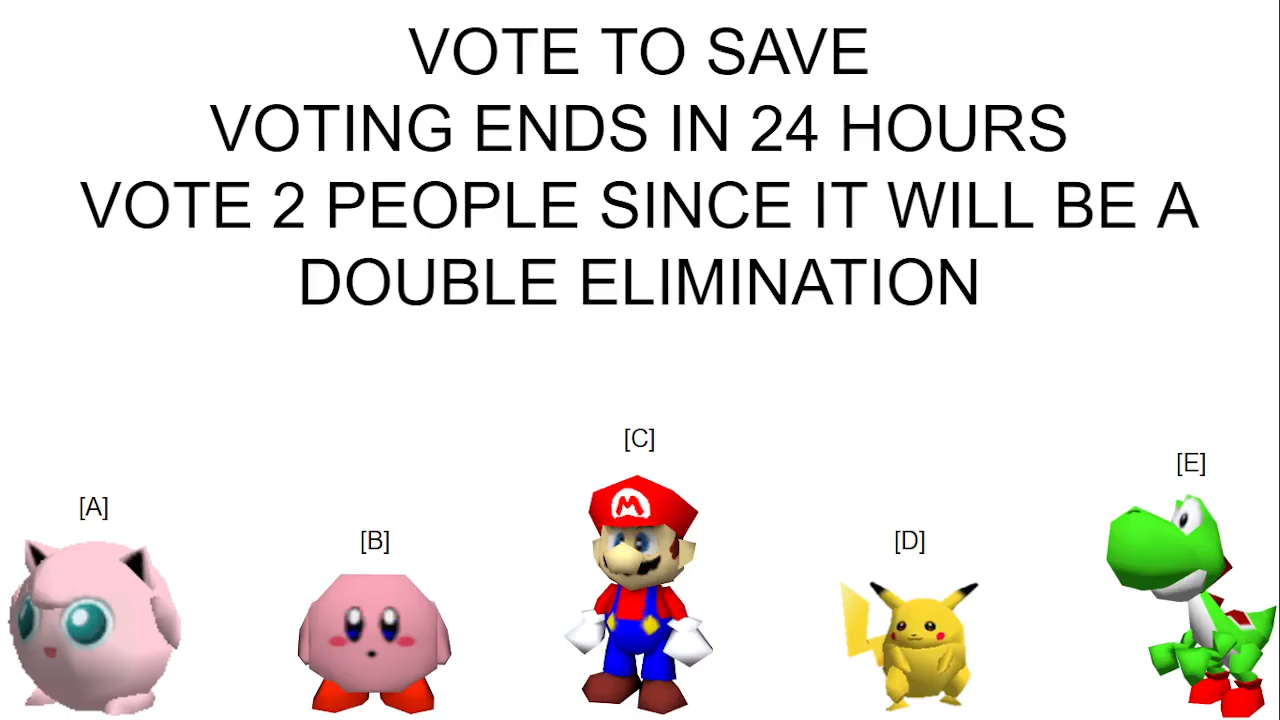 VOTE TO SAVE
VOTING ENDS IN 24 HOURS
VOTE 2 PEOPLE SINCE IT WILL BE A
DOUBLE ELIMINATION
[A]
[B]
[C]
[D]
[E]
M